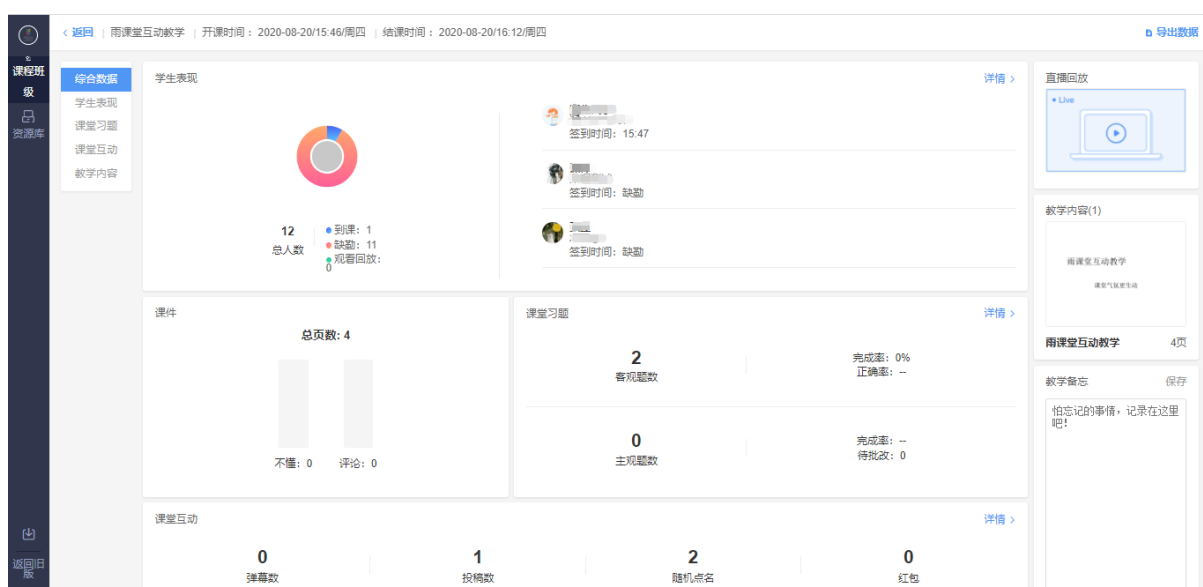 返回 | 雨课堂互动教学 | 开课时间：2020-08-20/15:46/周四 | 结课时间：2020-08-20/16:12/周四
导出数据
课程班
级
资源库
返回旧
版
综合数据
学生表现
课堂习题
课堂互动
教学内容
学生表现
详情
12
总人数
到课：1
缺勤：11
观看回放：
0
签到时间：15:47
签到时间：缺勤
签到时间：缺勤
课件
总页数: 4
不懂：0
评论：0
课堂习题
详情
2
客观题数
完成率：0%
正确率：--
0
主观题数
完成率：--
待批改：0
课堂互动
详情
0
弹幕数
1
投稿数
2
随机点名
0
红包
直播回放
Live
教学内容(1)
雨课堂互动教学
课堂气氛更生动
雨课堂互动教学
4页
教学备忘
保存
怕忘记的事情，记录在这里
吧!